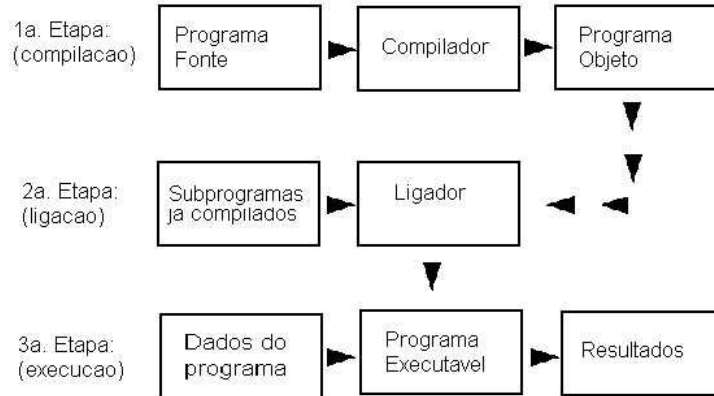 1a. Etapa:
(compilacao)
Programa
Fonte
Compilador
Programa
Objeto
2a. Etapa:
(ligacao)
Subprogramas
ja compilados
Ligador
3a. Etapa:
(execucao)
Dados do
programa
Programa
Executavel
Resultados